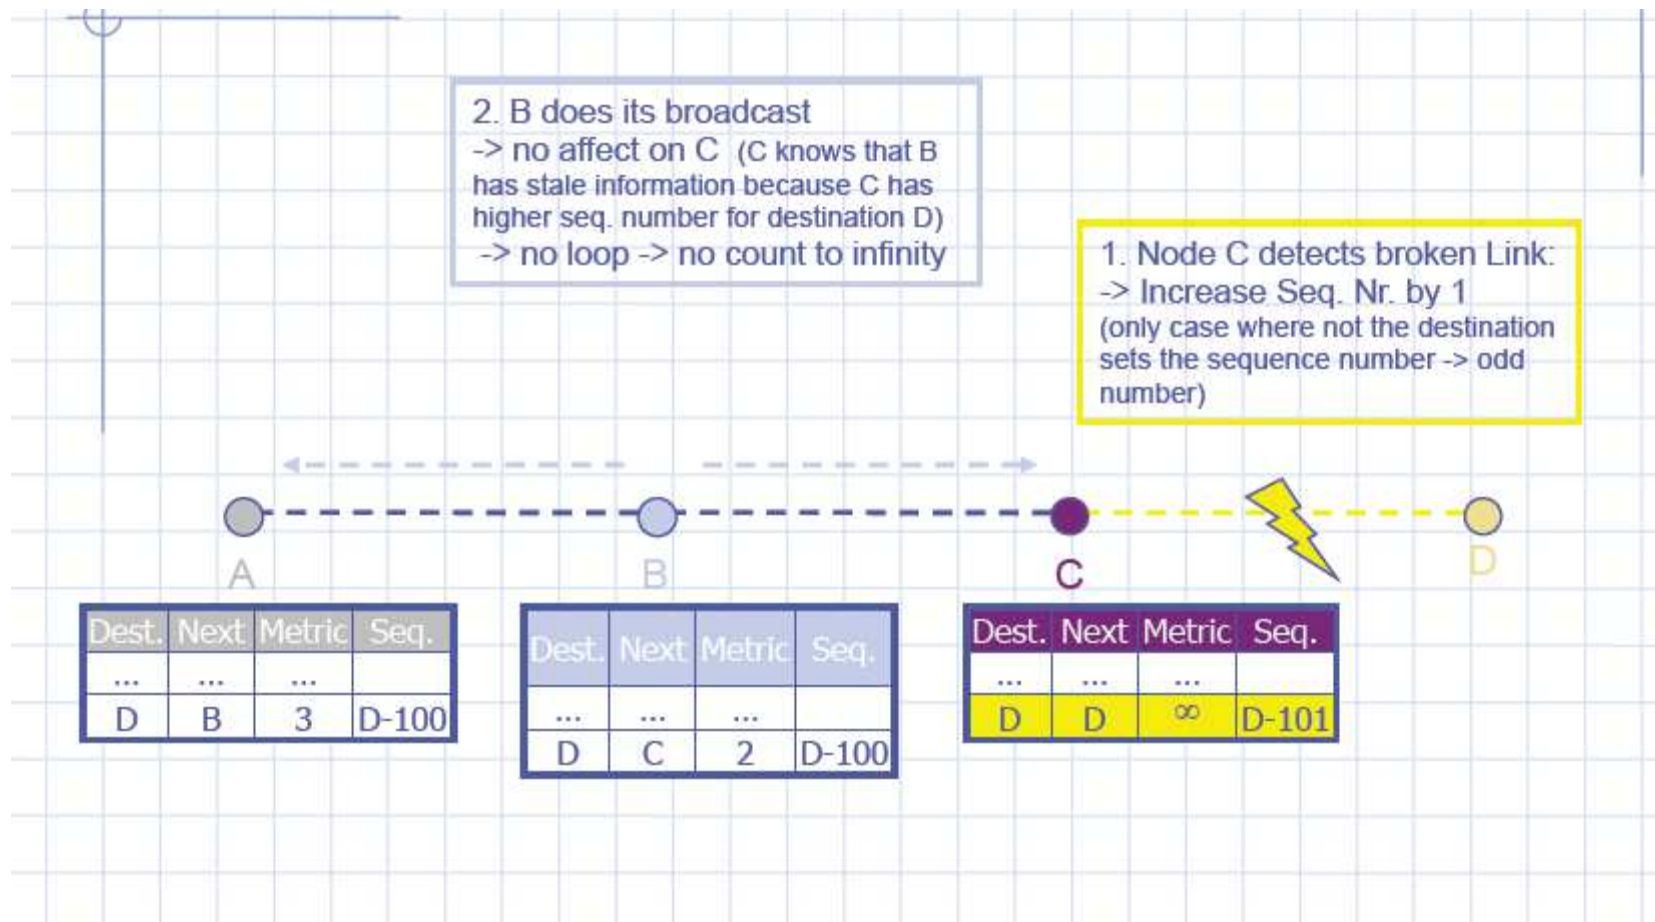 2. B does its broadcast
-> no affect on C (C knows that B
has stale information because C has
higher seq. number for destination D)
-> no loop -> no count to infinity
1. Node C detects broken Link:
-> Increase Seq. Nr. by 1
(only case where not the destination
sets the sequence number -> odd
number)
A
B
C
D
Dest. Next Metric Seq.
... ... ...
D B 3 D-100
Dest. Next Metric Seq.
... ... ...
D C 2 D-100
Dest. Next Metric Seq.
... ... ...
D D ∞ D-101